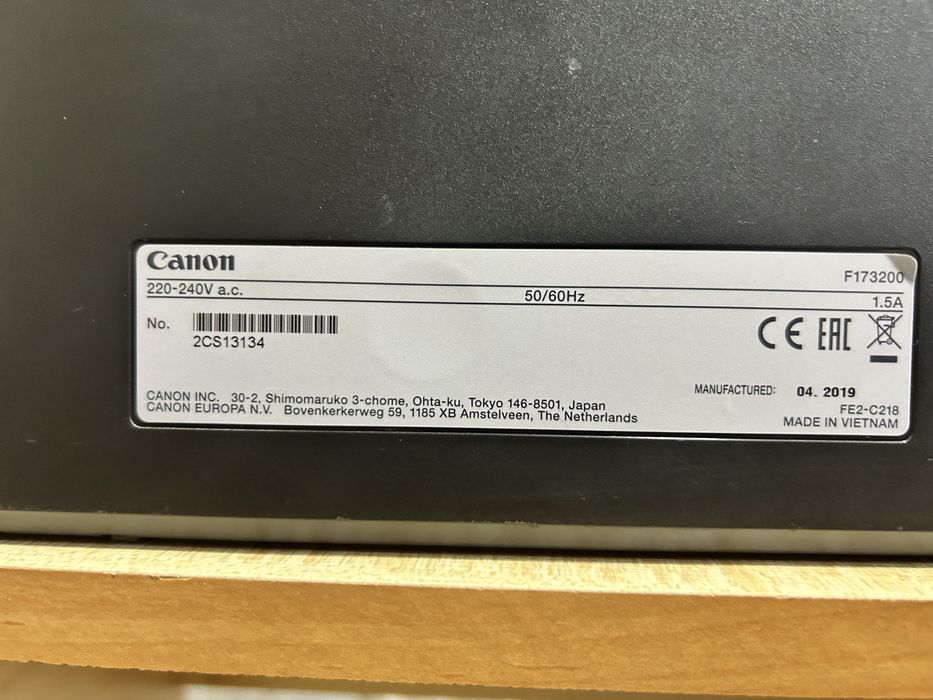 Canon
F173200
220-240V a.c. 50/60Hz 1.5A
No.
2CS13134
CE EAC
MANUFACTURED: 04. 2019
CANON INC. 30-2, Shimomaruko 3-chome, Ohta-ku, Tokyo 146-8501, Japan
FE2-C218
CANON EUROPA N.V. Bovenkerkerweg 59, 1185 XB Amstelveen, The Netherlands
MADE IN VIETNAM